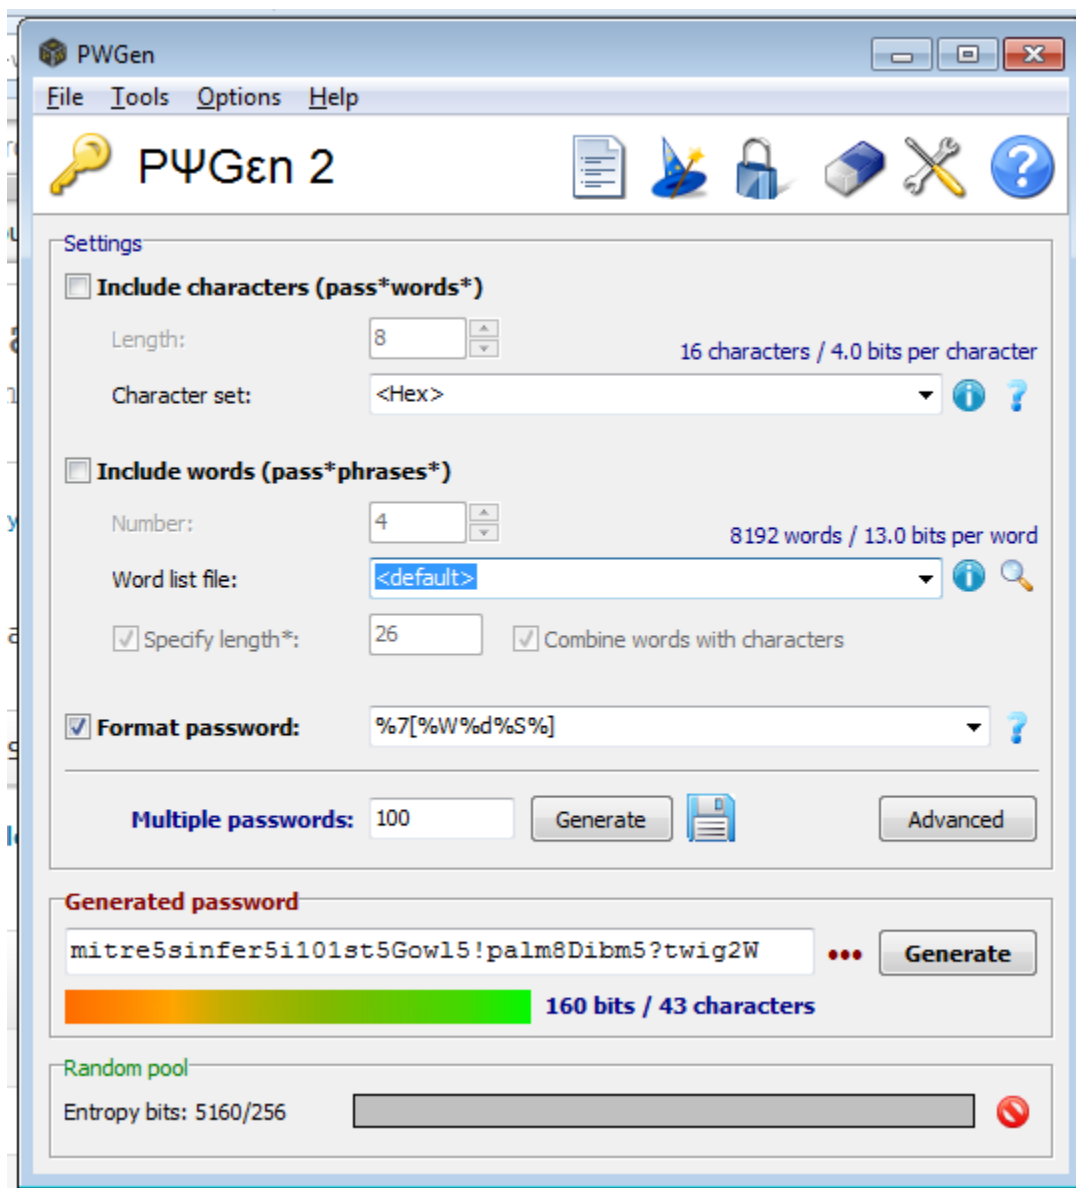 PWGen
File Tools Options Help
PΨGεn 2
Settings
Include characters (pass*words*)
Length: 8
16 characters / 4.0 bits per character
Character set: <Hex>
Include words (pass*phrases*)
Number: 4
8192 words / 13.0 bits per word
Word list file: <default>
Specify length*: 26 Combine words with characters
Format password: %7[%W%d%S%]
Multiple passwords: 100 Generate Advanced
Generated password
mitre5sinfer5i101st5Gowl5!palm8Dibm5?twig2W Generate
160 bits / 43 characters
Random pool
Entropy bits: 5160/256